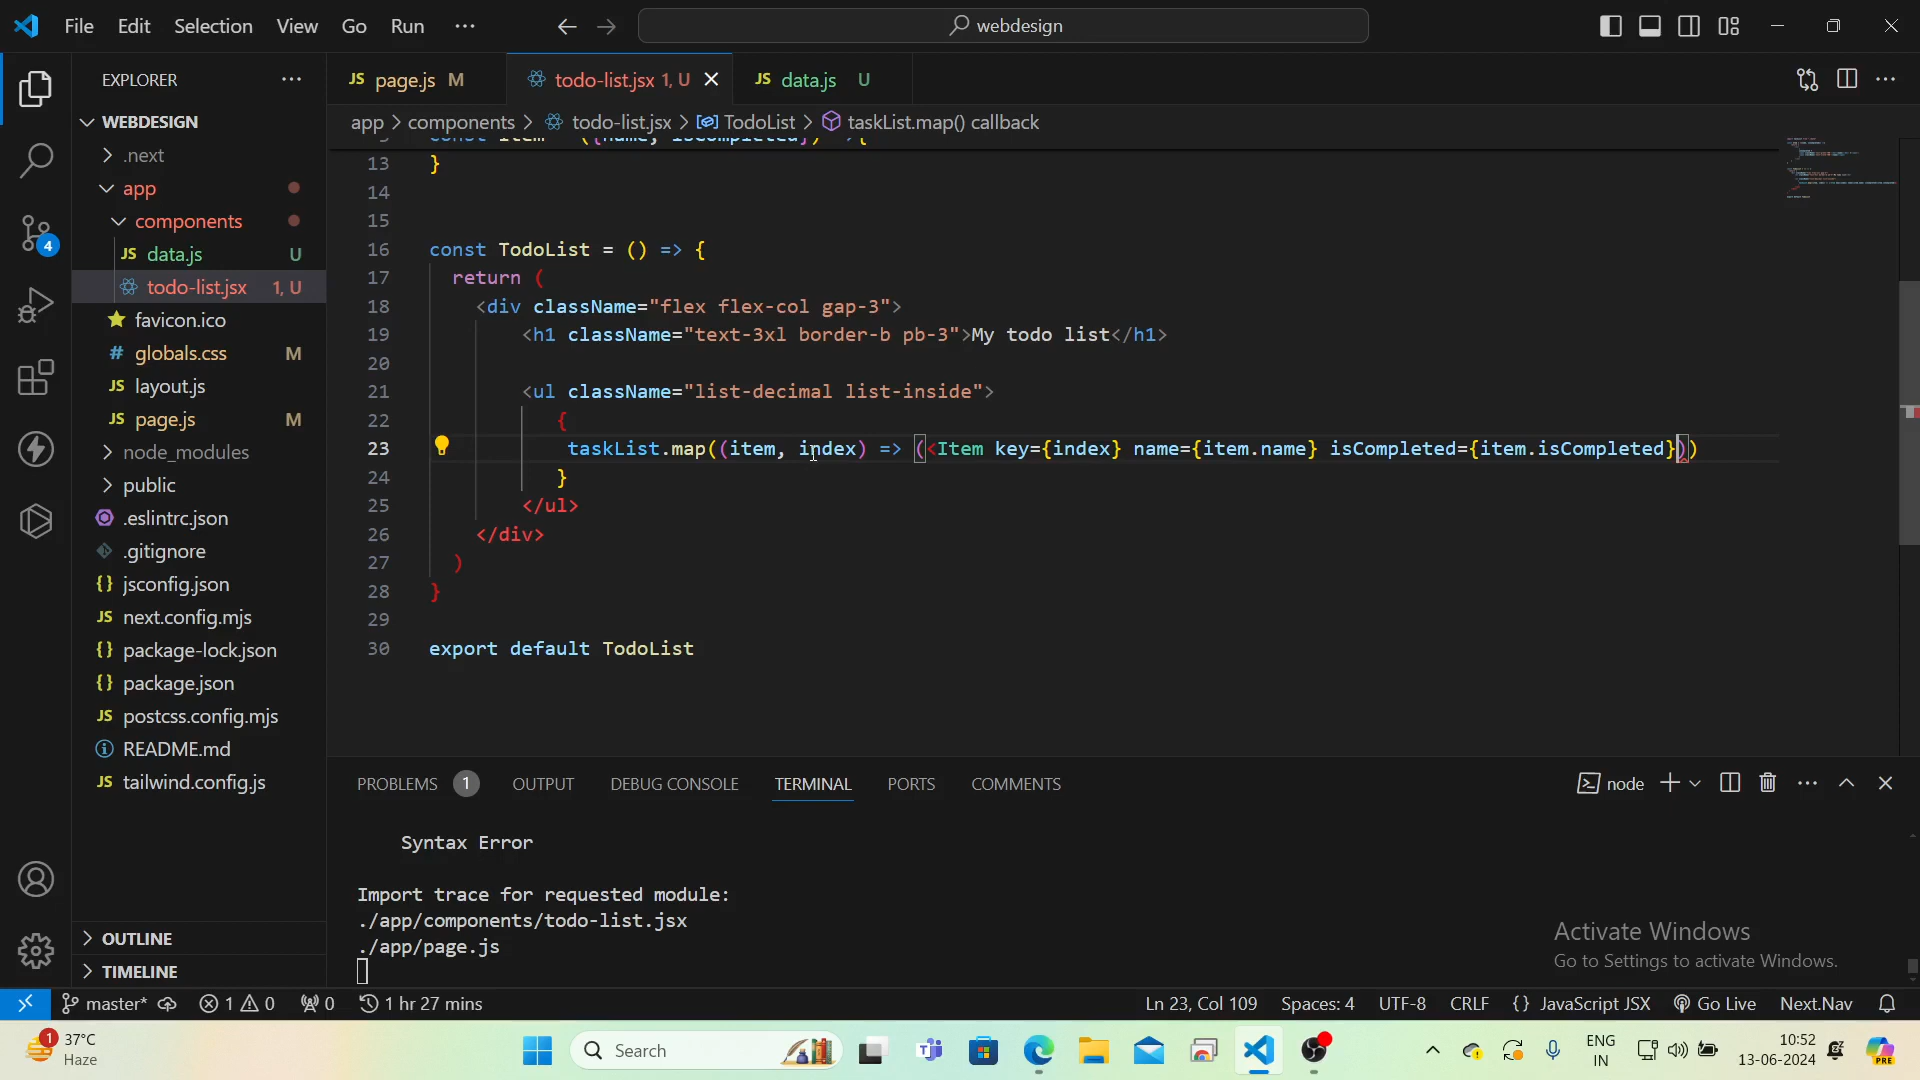 File Edit Selection View Go Run ··· webdesign
EXPLORER
WEBDESIGN
.next
app
components
data.js U
todo-list.jsx 1, U
favicon.ico
globals.css M
layout.js
page.js M
node_modules
public
.eslintrc.json
.gitignore
jsconfig.json
next.config.mjs
package-lock.json
package.json
postcss.config.mjs
README.md
tailwind.config.js
OUTLINE
TIMELINE
4
JS page.js M todo-list.jsx 1, U JS data.js U
app > components > todo-list.jsx > TodoList > taskList.map() callback
13 }
14
15
16 const TodoList = () => {
17 return (
18 <div className="flex flex-col gap-3">
19 <h1 className="text-3xl border-b pb-3">My todo list</h1>
20
21 <ul className="list-decimal list-inside">
22 {
23 taskList.map((item, index) => (<Item key={index} name={item.name} isCompleted={item.isCompleted}))
24 }
25 </ul>
26 </div>
27 )
28 }
29
30 export default TodoList
PROBLEMS 1 OUTPUT DEBUG CONSOLE TERMINAL PORTS COMMENTS node
Syntax Error
Import trace for requested module:
./app/components/todo-list.jsx
./app/page.js
Activate Windows
Go to Settings to activate Windows.
master* 1 0 0 1 hr 27 mins Ln 23, Col 109 Spaces: 4 UTF-8 CRLF {} JavaScript JSX Go Live Next.Nav
1 37°C
Haze
Search
ENG
IN
10:52
13-06-2024
PRE